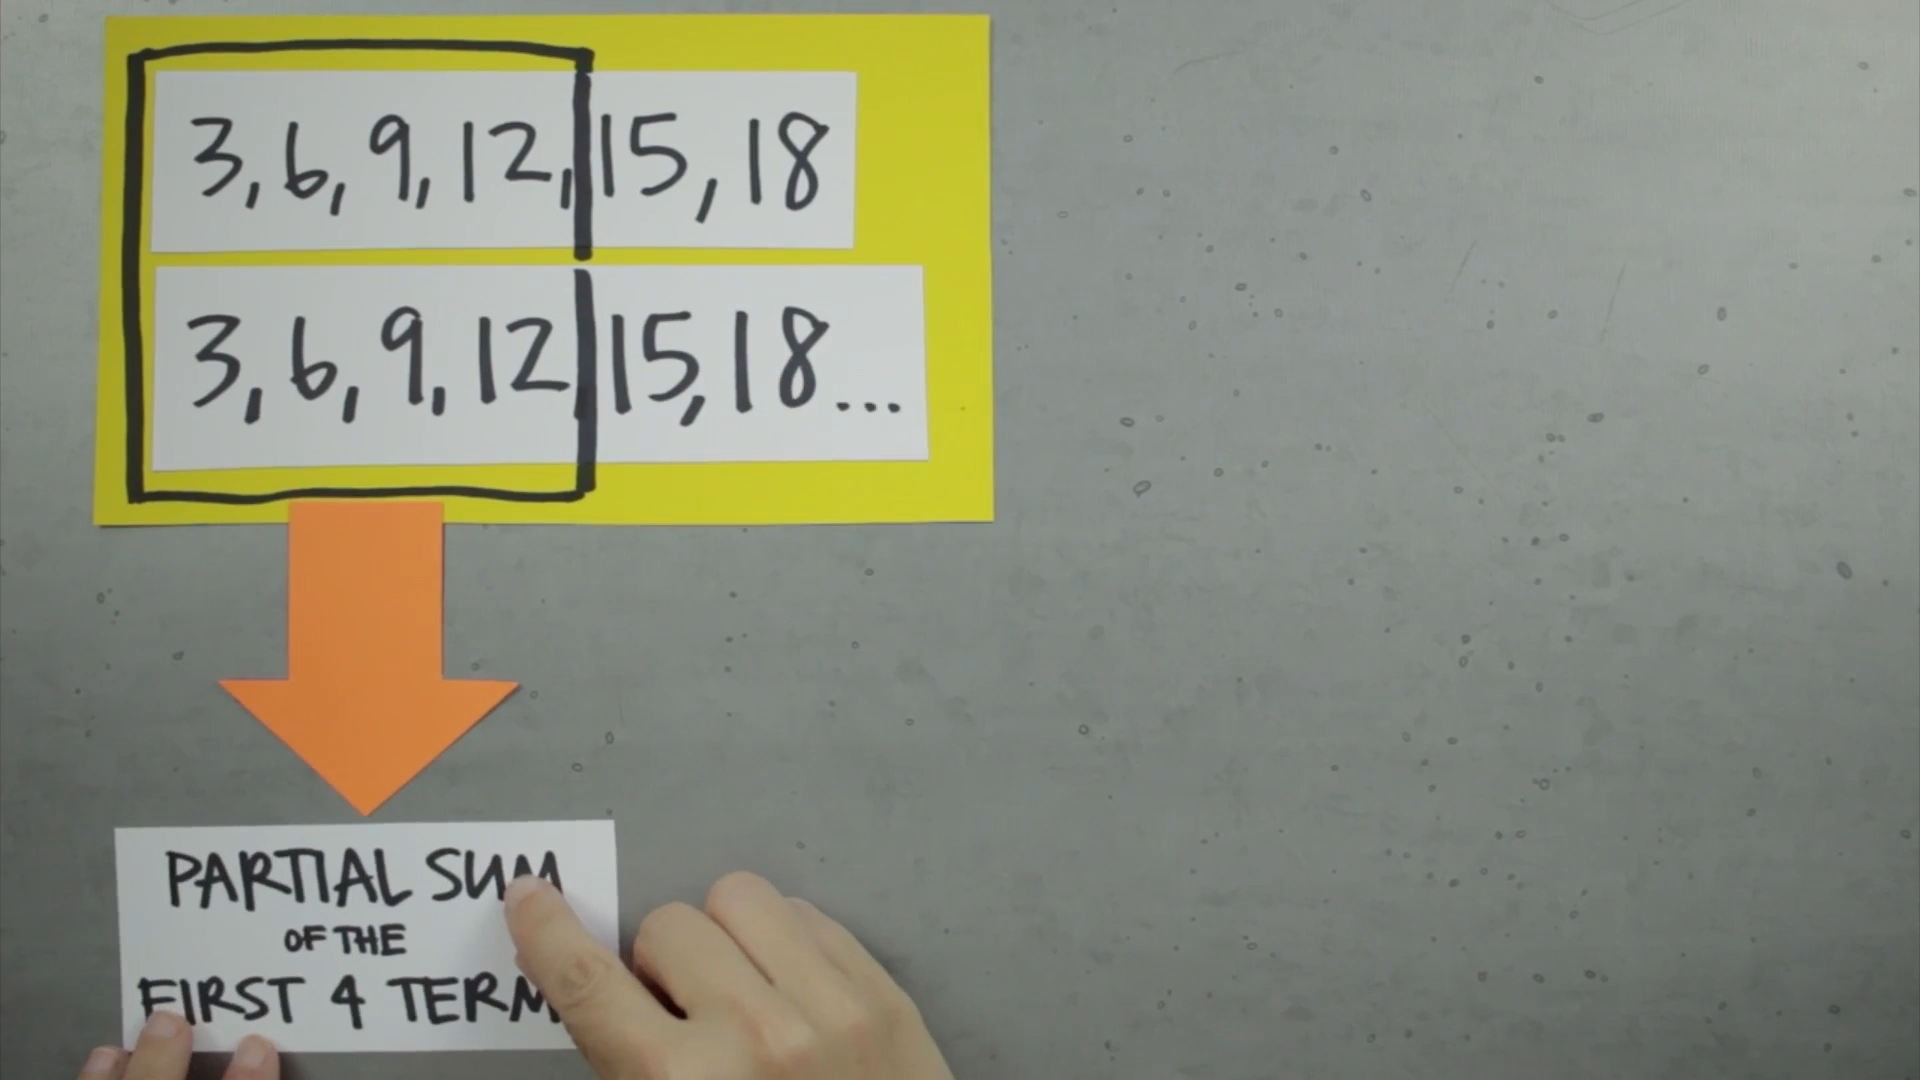 3, 6, 9, 12, 15, 18
3, 6, 9, 12, 15, 18...
PARTIAL SUM
OF THE
FIRST 4 TERM